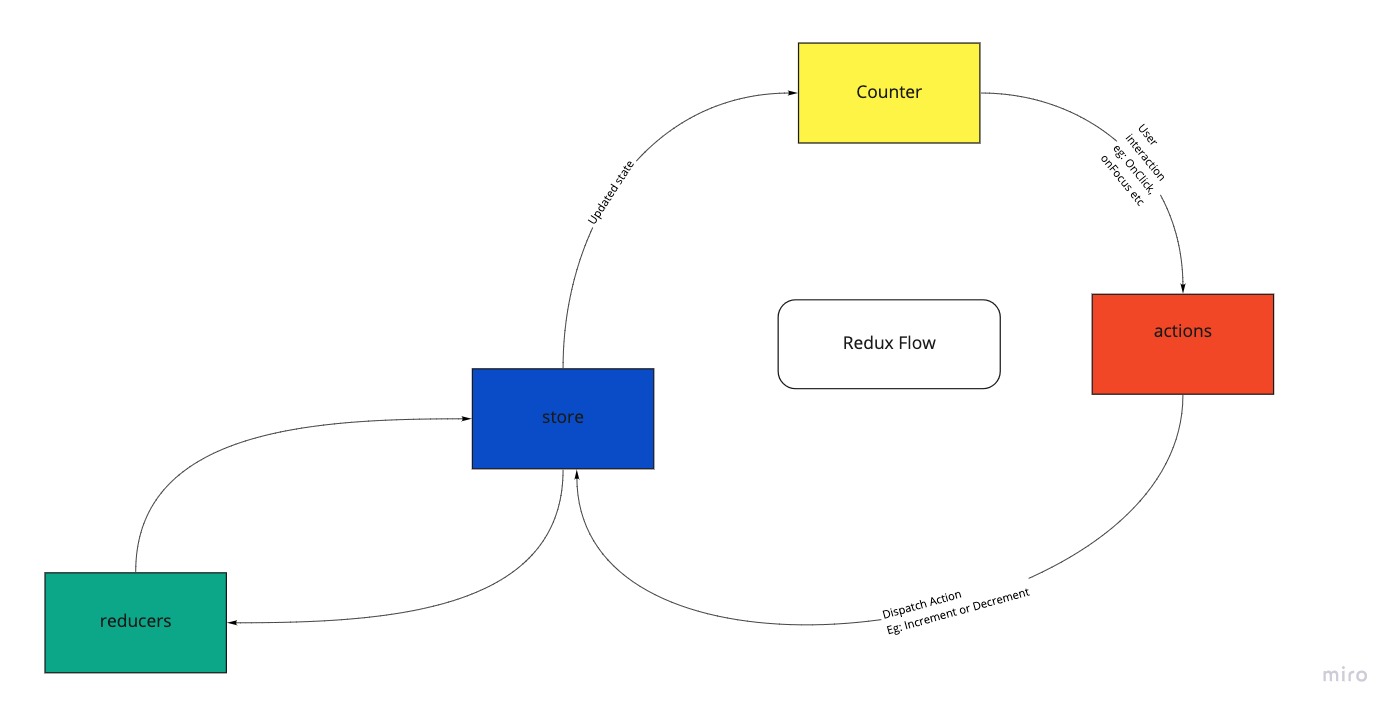 Counter
User
interaction
eg: OnClick,
onFocus etc
Updated state
Redux Flow
actions
store
Dispatch Action
Eg: Increment or Decrement
reducers
miro